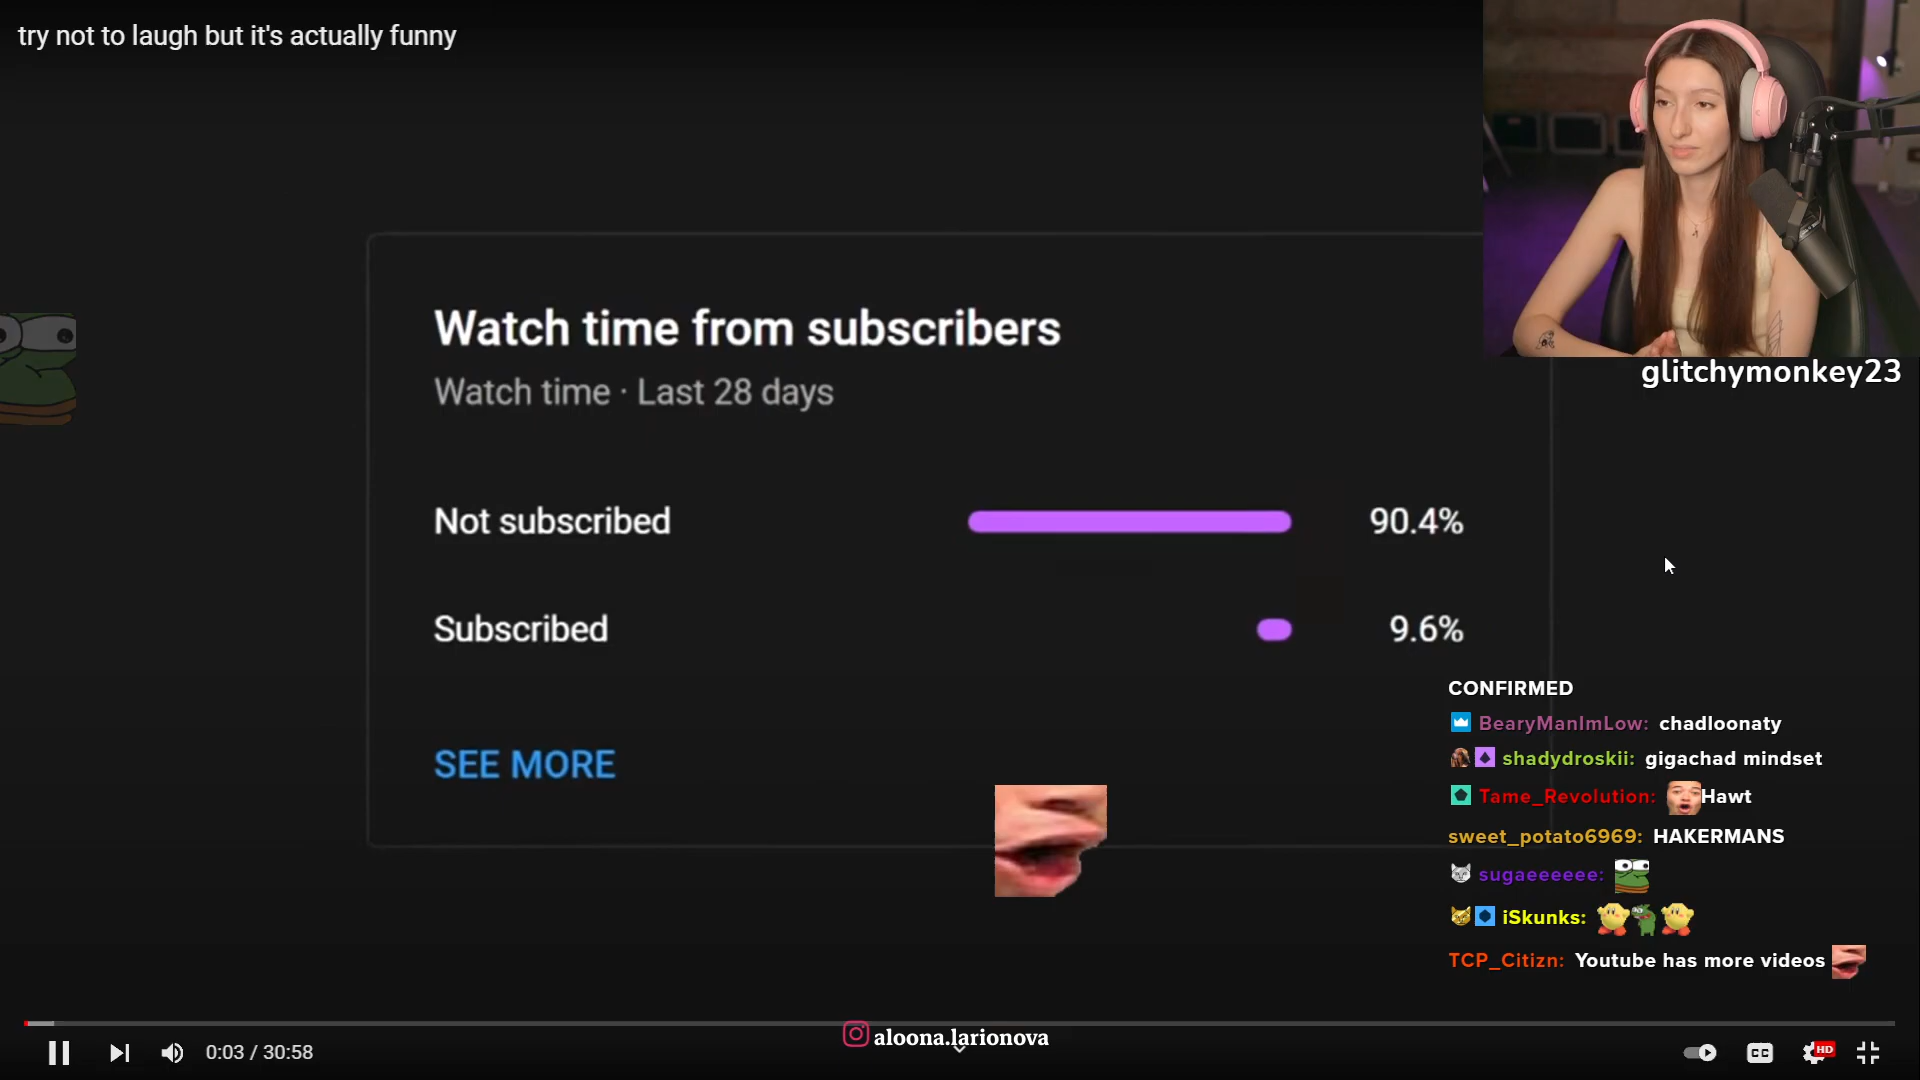 try not to laugh but it's actually funny
glitchymonkey23
Watch time from subscribers
Watch time · Last 28 days
Not subscribed 90.4%
Subscribed 9.6%
SEE MORE
CONFIRMED
BearyManImLow: chadloonaty
shadydroskii: gigachad mindset
Tame_Revolution: Hawt
sweet_potato6969: HAKERMANS
sugaeeeeee:
iSkunks:
TCP_Citizn: Youtube has more videos
aloona.larionova
0:03 / 30:58
CC
HD